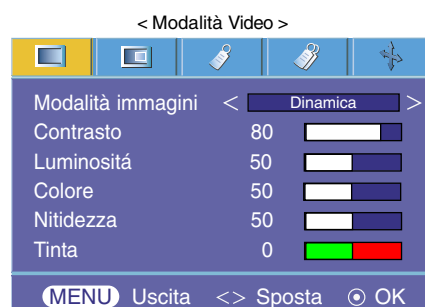 < Modalità Video >
Modalità immagini < Dinamica >
Contrasto 80
Luminositá 50
Colore 50
Nitidezza 50
Tinta 0
MENU Uscita <> Sposta ⊙ OK